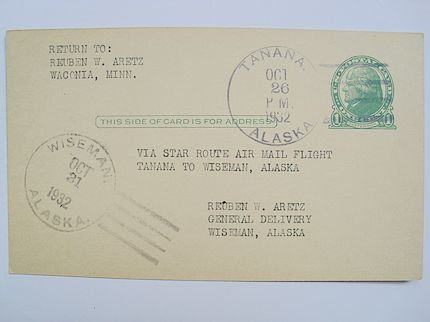 RETURN TO:
REUBEN W. ARETZ
WACONIA, MINN.
TANANA.
OCT
26
P M.
1932
ALASKA
THIS SIDE OF CARD IS FOR ADDRESS
WISEMAN.
OCT
31
1932
ALASKA.
VIA STAR ROUTE AIR MAIL FLIGHT
TANANA TO WISEMAN, ALASKA
REUBEN W. ARETZ
GENERAL DELIVERY
WISEMAN, ALASKA